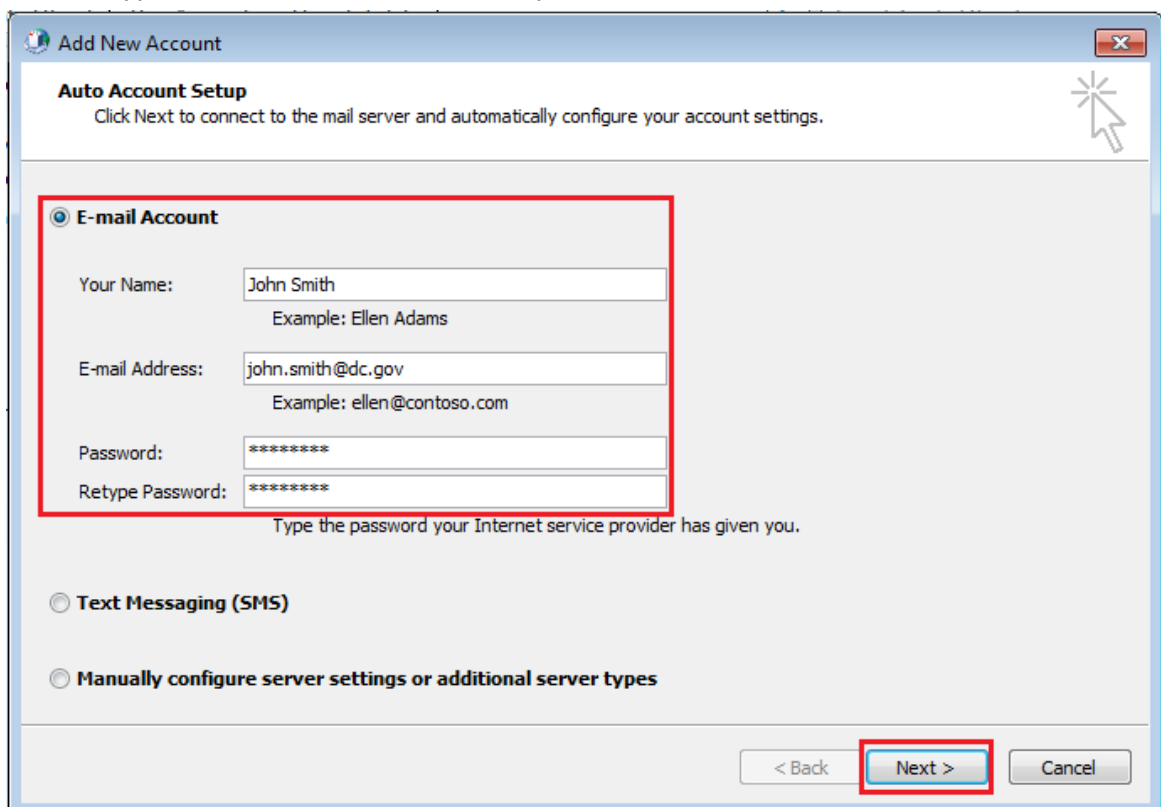 Add New Account
Auto Account Setup
Click Next to connect to the mail server and automatically configure your account settings.
E-mail Account
Your Name: John Smith
Example: Ellen Adams
E-mail Address: john.smith@dc.gov
Example: ellen@contoso.com
Password: ********
Retype Password: ********
Type the password your Internet service provider has given you.
Text Messaging (SMS)
Manually configure server settings or additional server types
< Back Next > Cancel